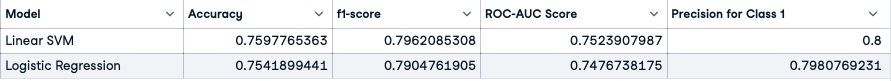 Model Accuracy f1-score ROC-AUC Score Precision for Class 1
Linear SVM 0.7597765363 0.7962085308 0.7523907987 0.8
Logistic Regression 0.7541899441 0.7904761905 0.7476738175 0.7980769231